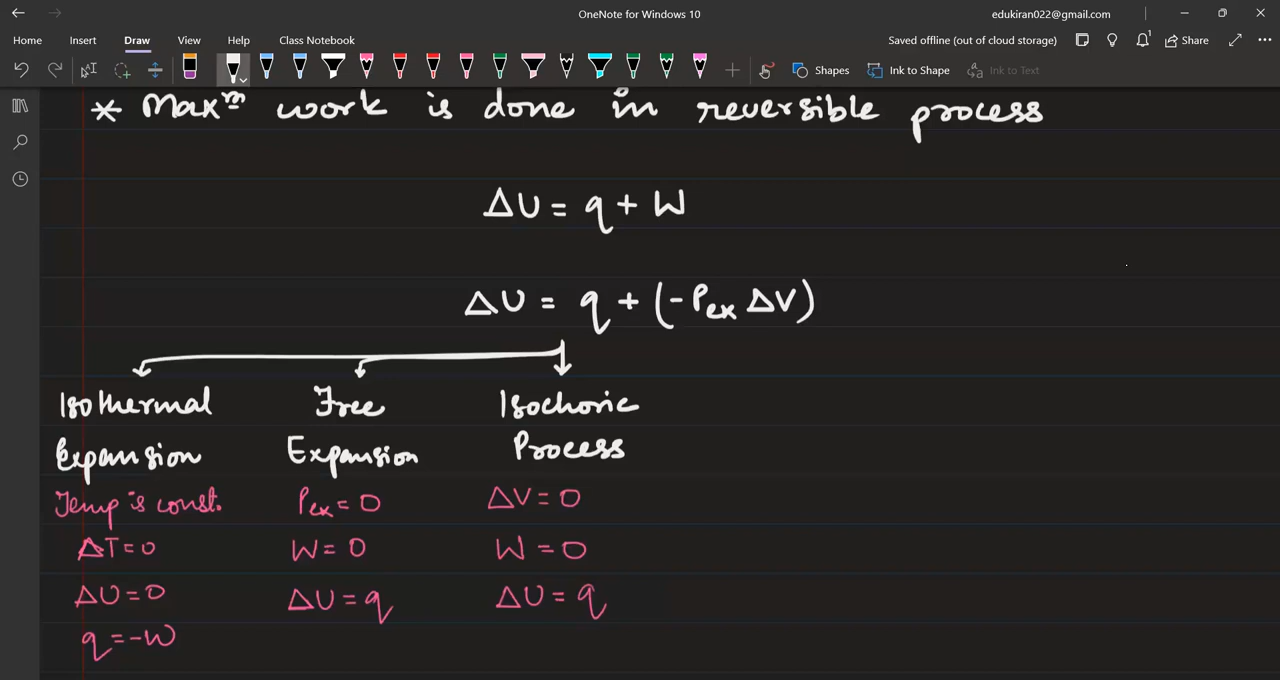 OneNote for Windows 10
edukiran022@gmail.com
Home Insert Draw View Help Class Notebook
Saved offline (out of cloud storage)
Share
Shapes
Ink to Shape
Ink to Text
* Maxᵐ work is done in reversible process
ΔU = q + W
ΔU = q + (-Pex ΔV)
Isothermal Expansion
Temp is const.
ΔT=0
ΔU=0
q=-W
Free Expansion
Pex = 0
W = 0
ΔU = q
Isochoric Process
ΔV = 0
W = 0
ΔU = q